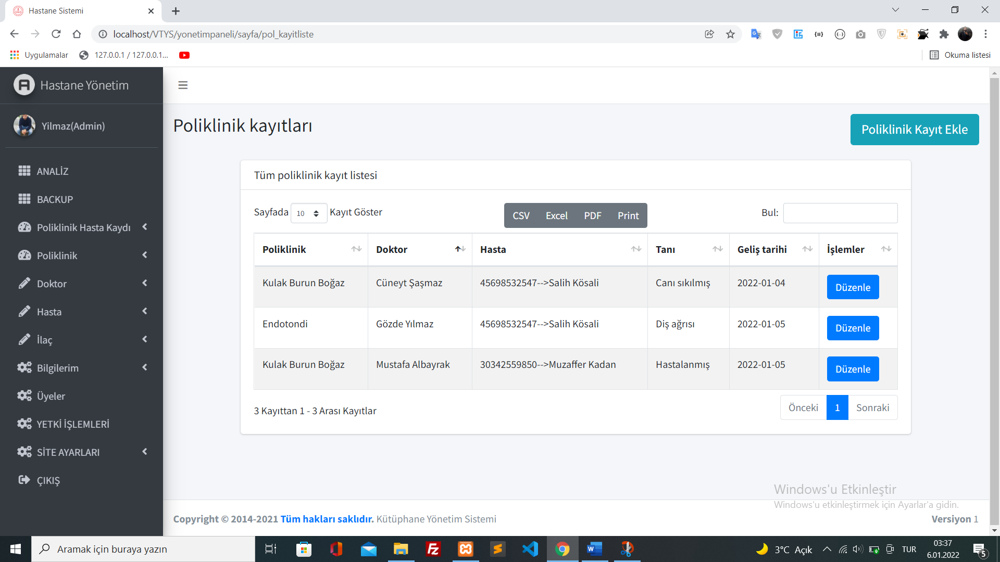 Hastane Sistemi
localhost/VTYS/yonetimpaneli/sayfa/pol_kayitliste
Uygulamalar
127.0.0.1 / 127.0.0.1...
Okuma listesi
Hastane Yönetim
Yilmaz(Admin)
ANALİZ
BACKUP
Poliklinik Hasta Kaydı
Poliklinik
Doktor
Hasta
İlaç
Bilgilerim
Üyeler
YETKİ İŞLEMLERİ
SİTE AYARLARI
ÇIKIŞ
Poliklinik kayıtları
Poliklinik Kayıt Ekle
Tüm poliklinik kayıt listesi
Sayfada 10 Kayıt Göster
CSV Excel PDF Print
Bul:
Poliklinik Doktor Hasta Tanı Geliş tarihi İşlemler
Kulak Burun Boğaz Cüneyt Şaşmaz 45698532547-->Salih Kösali Canı sıkılmış 2022-01-04 Düzenle
Endotondi Gözde Yılmaz 45698532547-->Salih Kösali Diş ağrısı 2022-01-05 Düzenle
Kulak Burun Boğaz Mustafa Albayrak 30342559850-->Muzaffer Kadan Hastalanmış 2022-01-05 Düzenle
3 Kayıttan 1 - 3 Arası Kayıtlar
Önceki 1 Sonraki
Windows'u Etkinleştir
Windows'u etkinleştirmek için Ayarlar'a gidin.
Copyright © 2014-2021 Tüm hakları saklıdır. Kütüphane Yönetim Sistemi
Versiyon 1
Aramak için buraya yazın
3°C Açık
TUR
03:37
6.01.2022
5